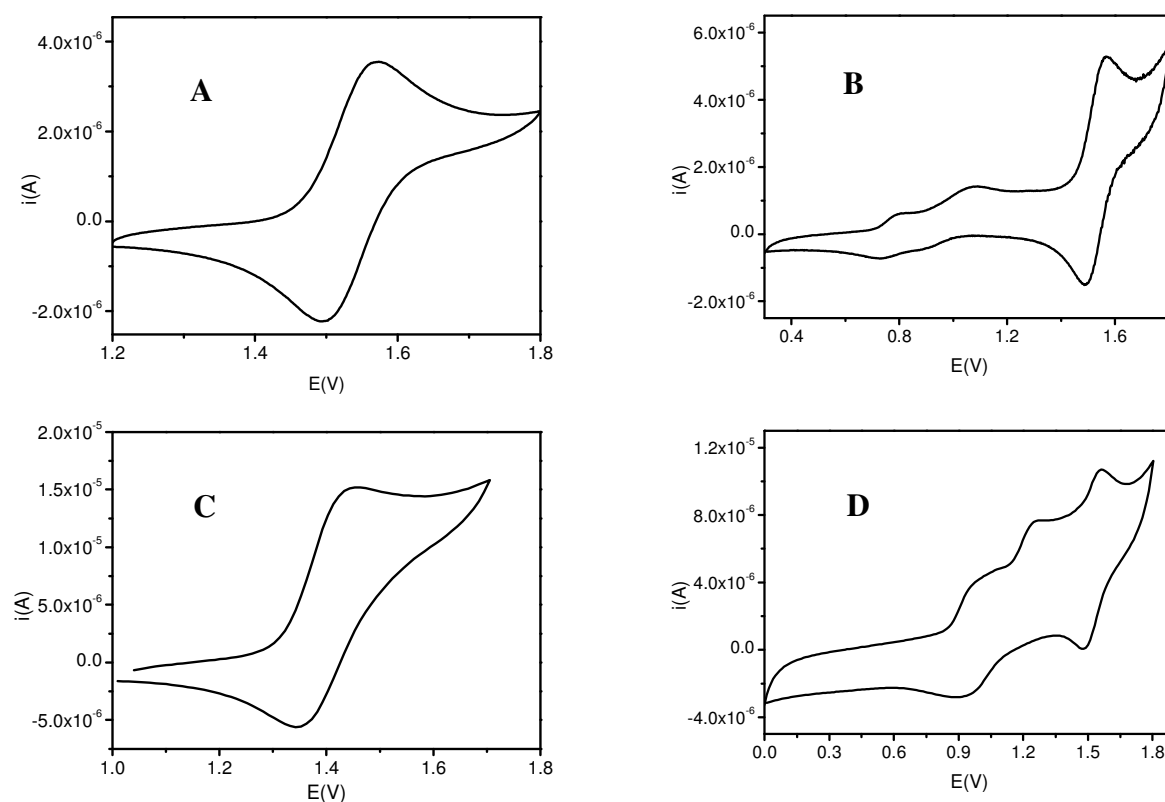 A
4.0x10⁻⁶
2.0x10⁻⁶
0.0
-2.0x10⁻⁶
i(A)
1.2 1.4 1.6 1.8
E(V)
B
6.0x10⁻⁶
4.0x10⁻⁶
2.0x10⁻⁶
0.0
-2.0x10⁻⁶
i(A)
0.4 0.8 1.2 1.6
E(V)
C
2.0x10⁻⁵
1.5x10⁻⁵
1.0x10⁻⁵
5.0x10⁻⁶
0.0
-5.0x10⁻⁶
i(A)
1.0 1.2 1.4 1.6 1.8
E(V)
D
1.2x10⁻⁵
8.0x10⁻⁶
4.0x10⁻⁶
0.0
-4.0x10⁻⁶
i(A)
0.0 0.3 0.6 0.9 1.2 1.5 1.8
E(V)